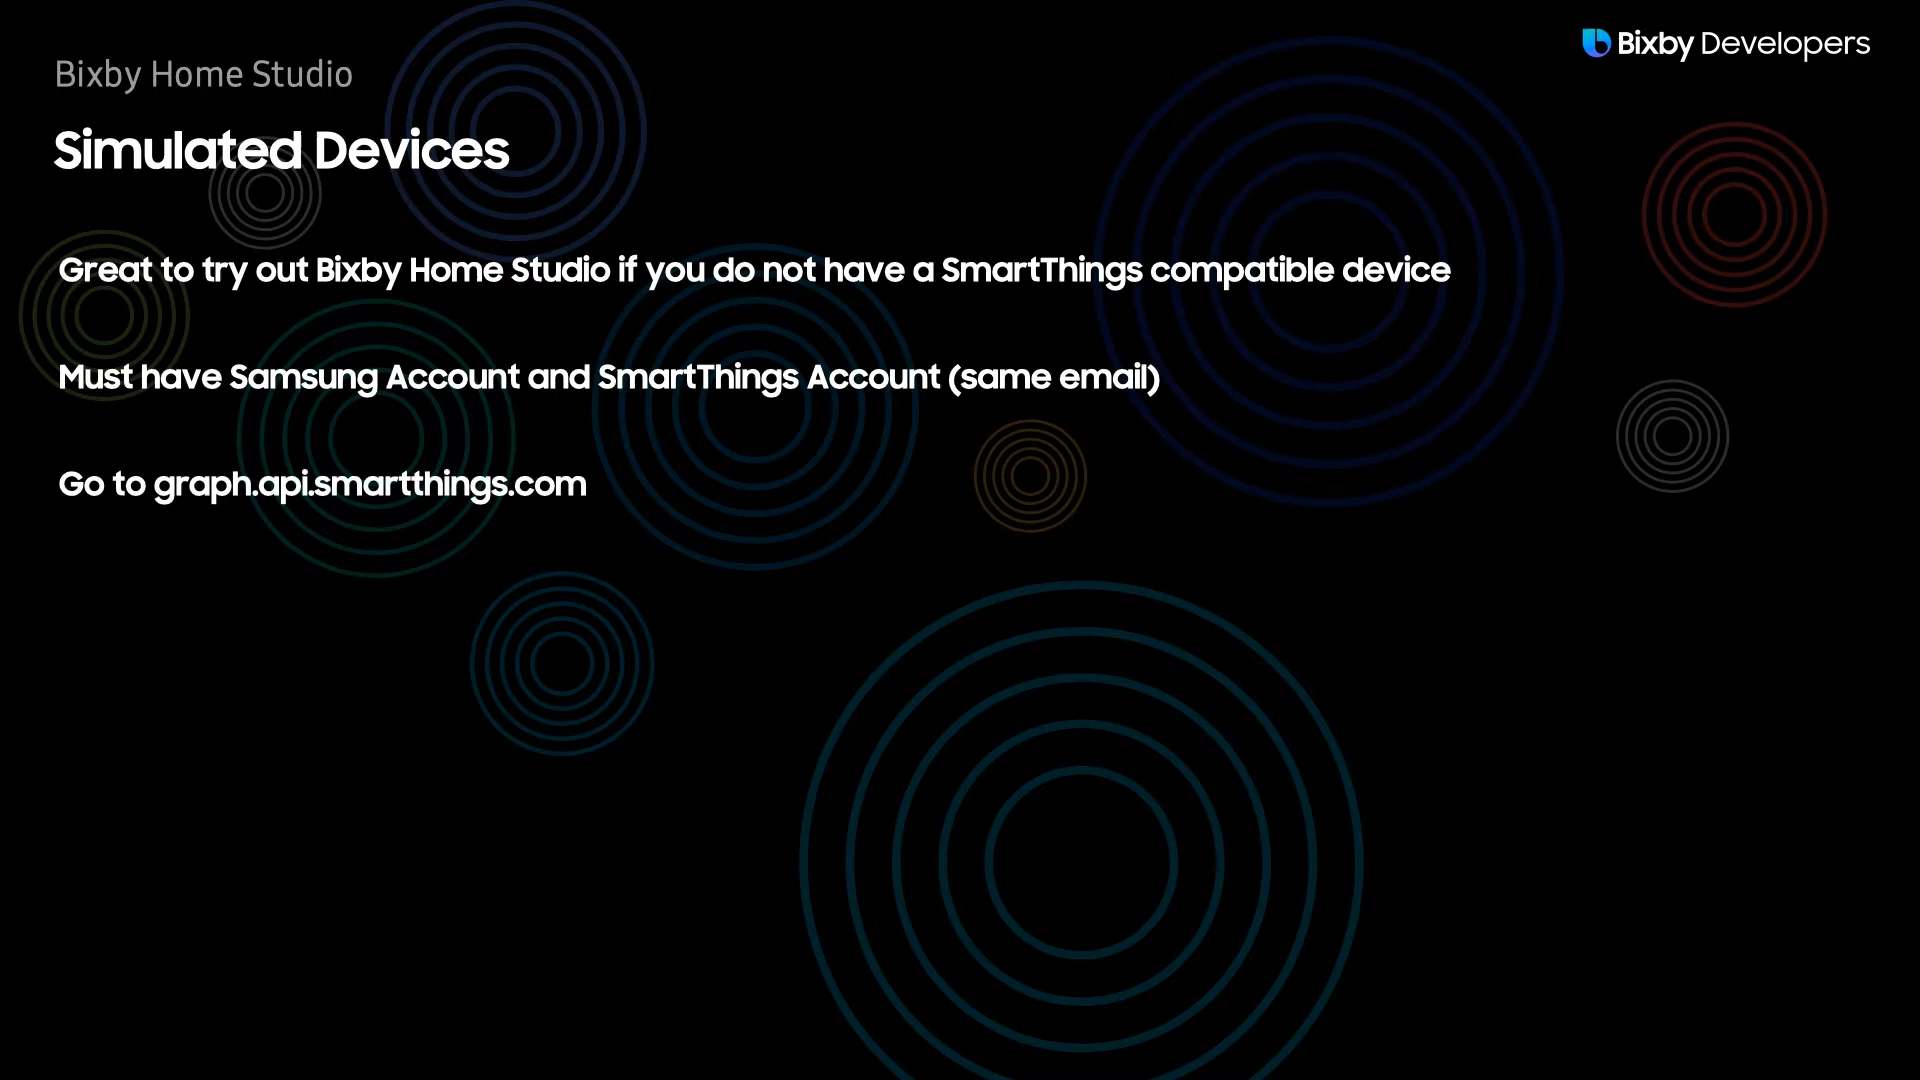 Bixby Developers
Bixby Home Studio
Simulated Devices
Great to try out Bixby Home Studio if you do not have a SmartThings compatible device
Must have Samsung Account and SmartThings Account (same email)
Go to graph.api.smartthings.com